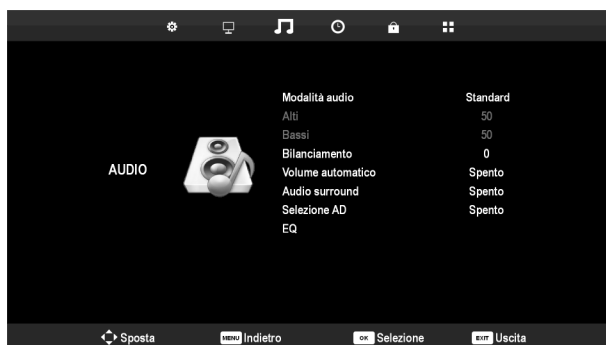 AUDIO
Modalità audio Standard
Alti 50
Bassi 50
Bilanciamento 0
Volume automatico Spento
Audio surround Spento
Selezione AD Spento
EQ
Sposta MENU Indietro OK Selezione EXIT Uscita